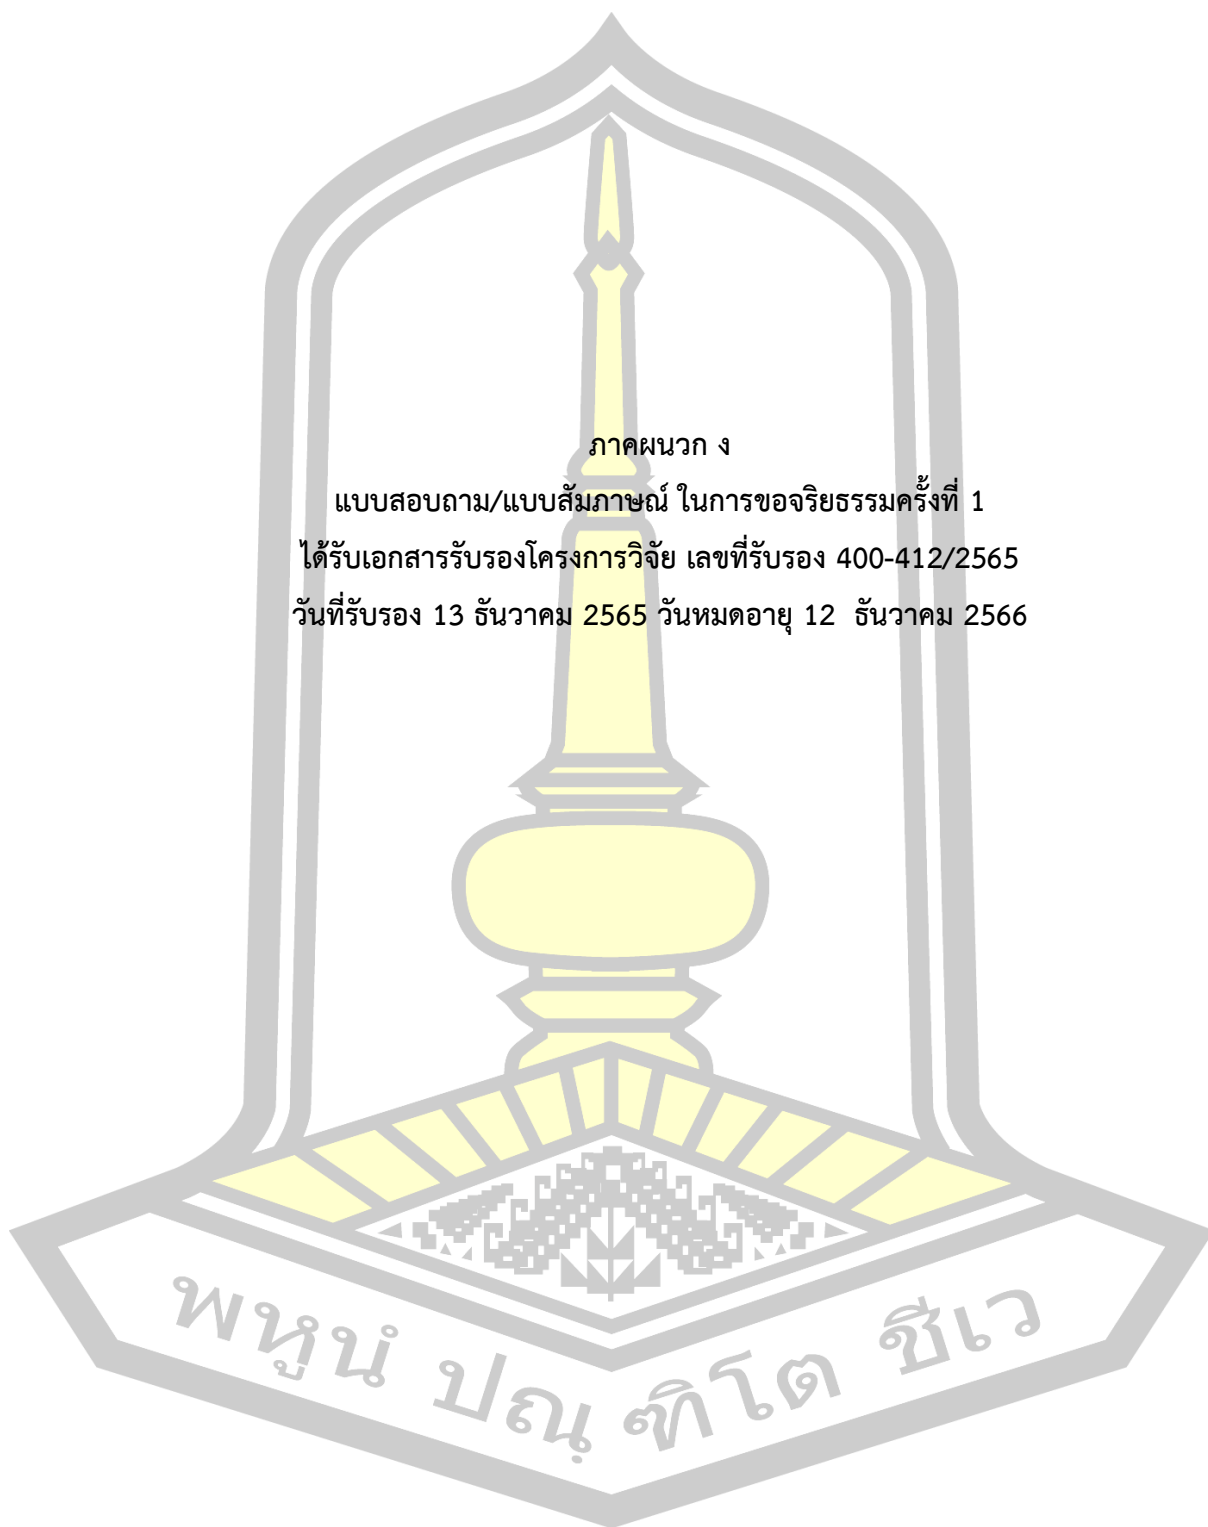 ภาคผนวก ง
แบบสอบถาม/แบบสัมภาษณ์ ในการขอจริยธรรมครั้งที่ 1
ได้รับเอกสารรับรองโครงการวิจัย เลขที่รับรอง 400-412/2565
วันที่รับรอง 13 ธันวาคม 2565 วันหมดอายุ 12 ธันวาคม 2566
พหูนํ ปณฺฑิโต ชีเว